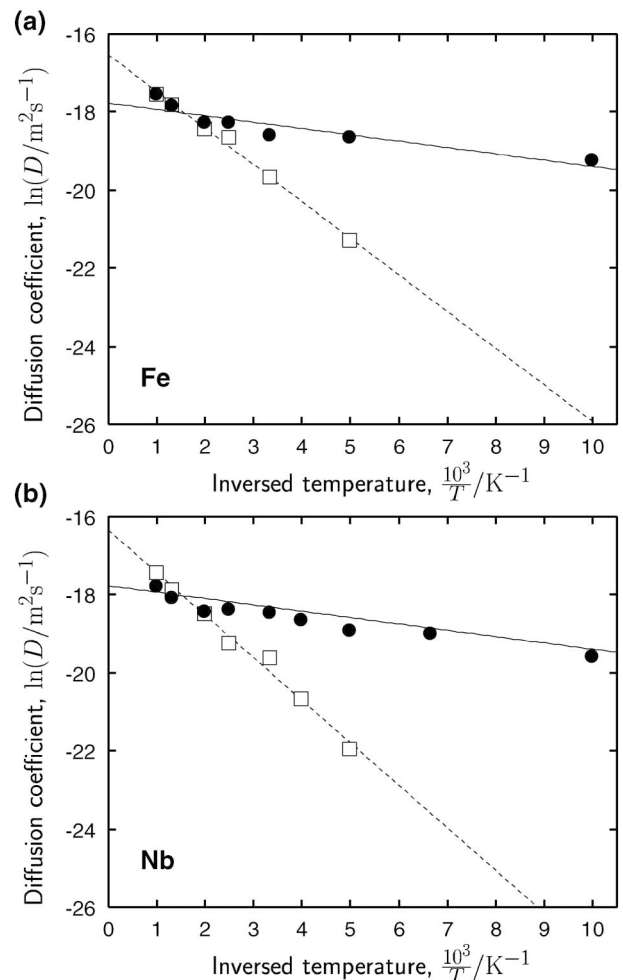 (a)
-16
-18
-20
-22
-24
-26
Diffusion coefficient, ln(D/m²s⁻¹)
Fe
0 1 2 3 4 5 6 7 8 9 10
Inversed temperature, 10³/T /K⁻¹
(b)
-16
-18
-20
-22
-24
-26
Diffusion coefficient, ln(D/m²s⁻¹)
Nb
0 1 2 3 4 5 6 7 8 9 10
Inversed temperature, 10³/T /K⁻¹